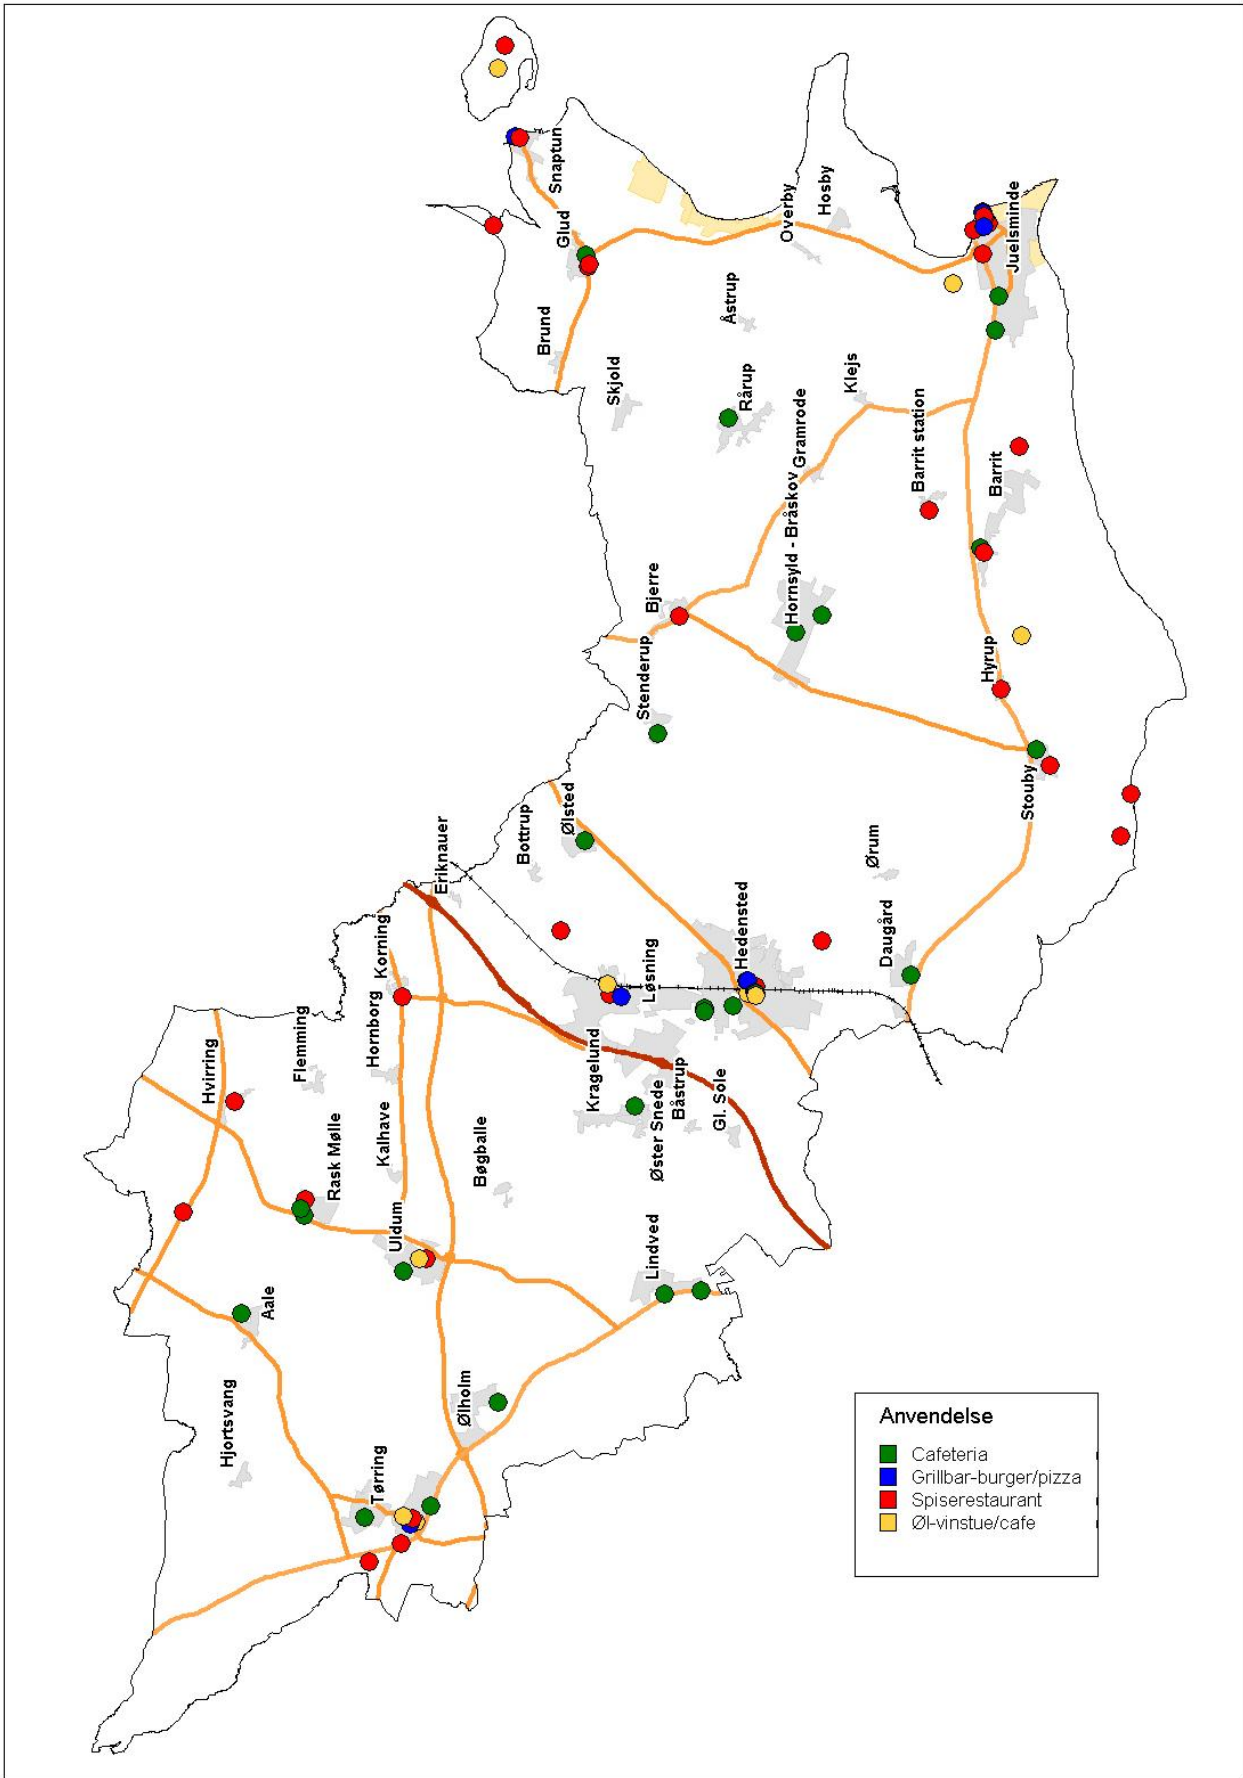 Snaptun
Glud
Overby
Hosby
Juelsminde
Brund
Åstrup
Skjold
Rårup
Klejs
Gramrode
Barrit station
Barrit
Hornsyld - Bråskov
Bjerre
Stenderup
Hyrup
Stouby
Ølsted
Bottrup
Eriknauer
Ørum
Daugård
Hedensted
Løsning
Korning
Hornborg
Flemming
Hvirring
Kragelund
Båstrup
Gl. Sole
Øster Snede
Kalhave
Rask Mølle
Bøgballe
Uldum
Lindved
Aale
Ølholm
Hjortsvang
Tørring
Anvendelse
Cafeteria
Grillbar-burger/pizza
Spiserestaurant
Øl-vinstue/cafe